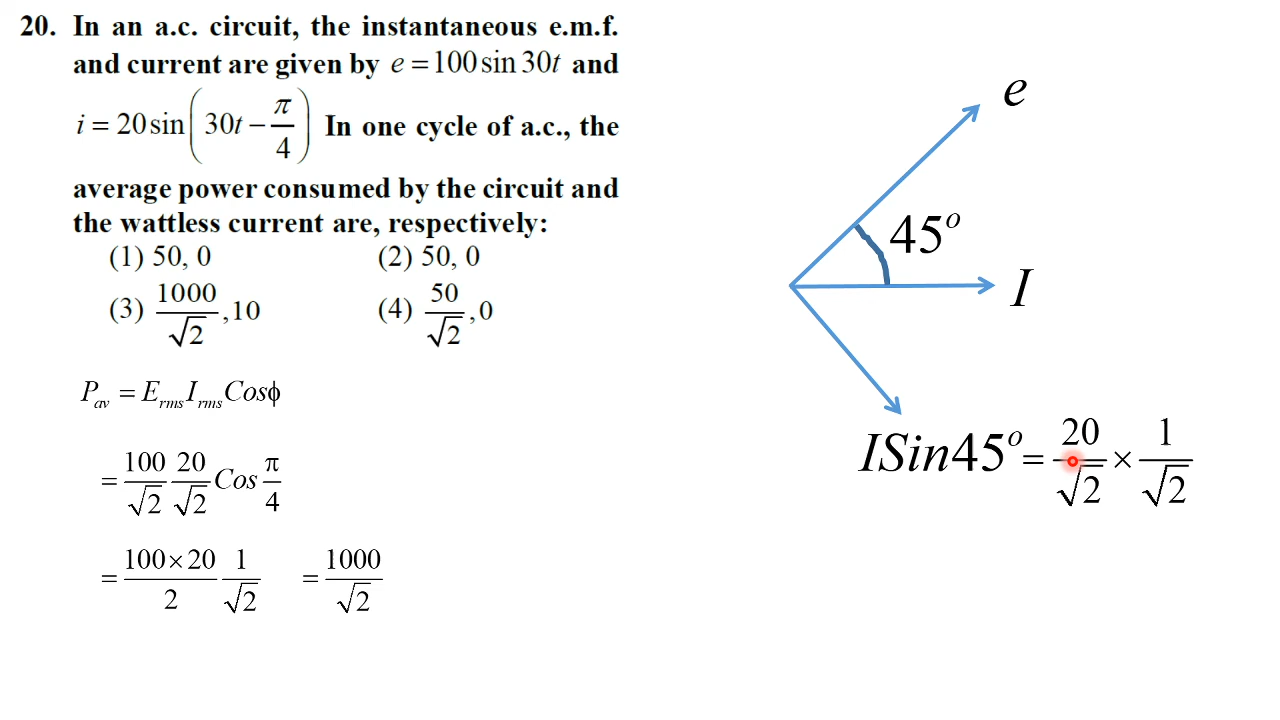 20. In an a.c. circuit, the instantaneous e.m.f.
and current are given by e = 100 sin 30t and
i = 20 sin(30t − π/4) In one cycle of a.c., the
average power consumed by the circuit and
the wattless current are, respectively:
(1) 50, 0 (2) 50, 0
(3) 1000/√2 ,10 (4) 50/√2 ,0
P_av = E_rms I_rms Cosϕ
= 100/√2 20/√2 Cos π/4
= 100×20/2 1/√2 = 1000/√2
e
45°
I
ISin45° = 20/√2 × 1/√2